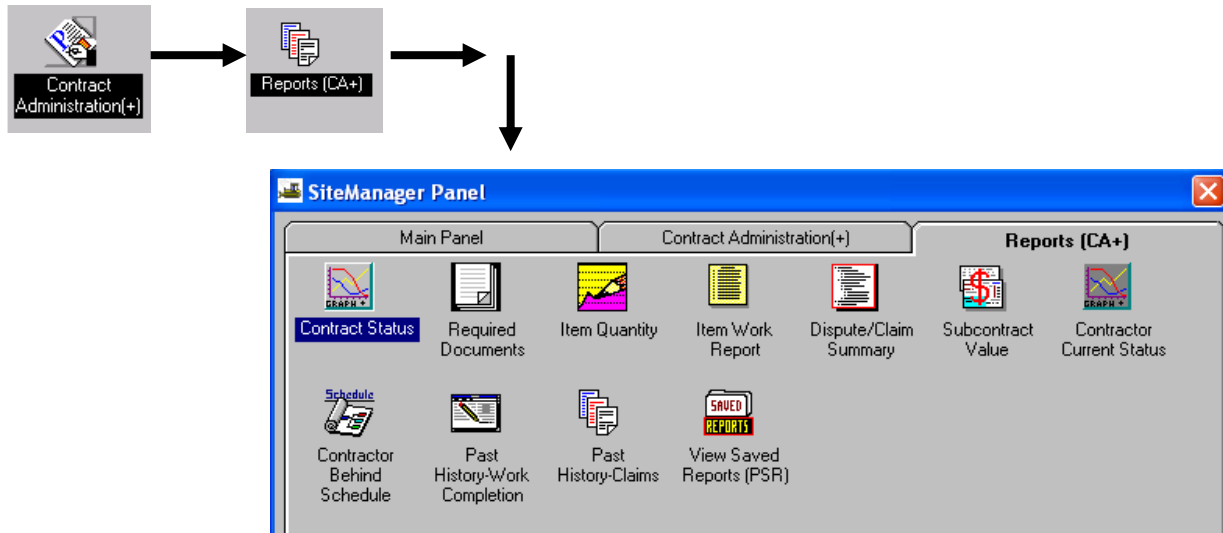 Contract
Administration(+)
Reports (CA+)
SiteManager Panel
Main Panel
Contract Administration(+)
Reports (CA+)
GRAPH +
Contract Status
Required
Documents
Item Quantity
Item Work
Report
Dispute/Claim
Summary
$
Subcontract
Value
GRAPH +
Contractor
Current Status
Schedule
Contractor
Behind
Schedule
Past
History-Work
Completion
Past
History-Claims
SAVED
REPORTS
View Saved
Reports (PSR)